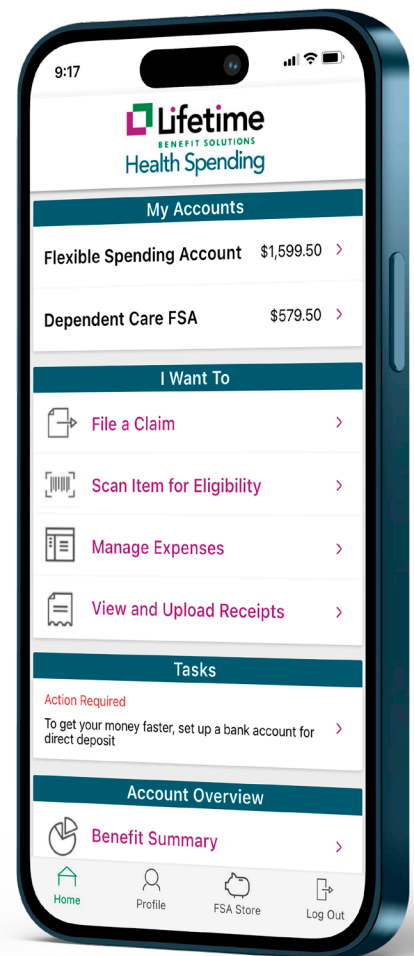 9:17
Lifetime
BENEFIT SOLUTIONS
Health Spending
My Accounts
Flexible Spending Account $1,599.50
Dependent Care FSA $579.50
I Want To
File a Claim
Scan Item for Eligibility
Manage Expenses
View and Upload Receipts
Tasks
Action Required
To get your money faster, set up a bank account for
direct deposit
Account Overview
Benefit Summary
Home Profile FSA Store Log Out